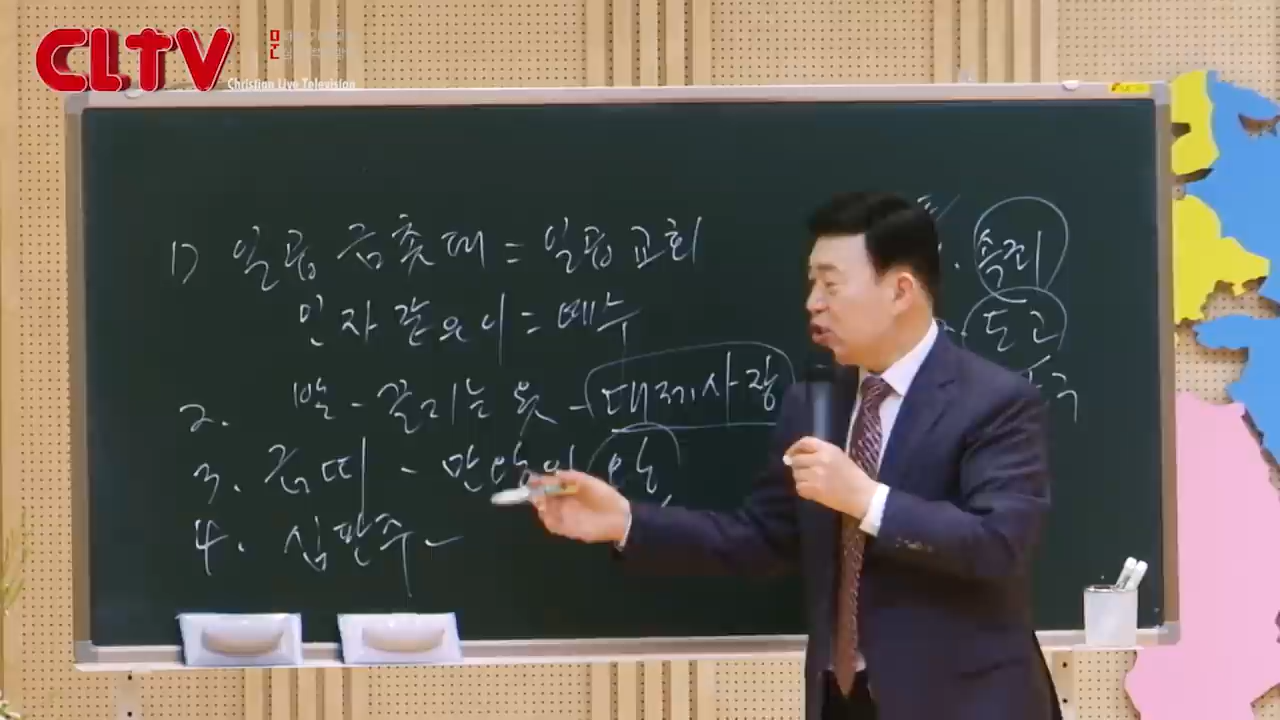 CLTV
Christian Live Television
1) 일곱 금촛대 = 일곱교회
인자 같은이 = 예수
2. 발 - 끌리는 옷 - 대제사장
3. 금띠 - 만왕의 왕
4. 심판주 -
속죄
도고